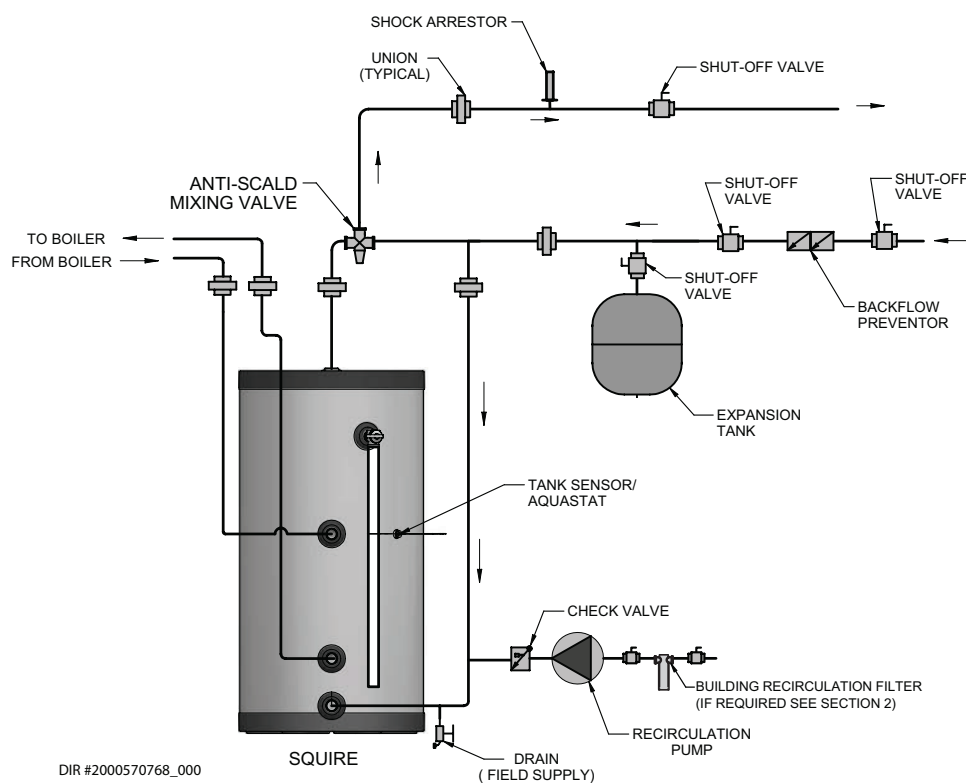 SHOCK ARRESTOR
UNION
(TYPICAL)
SHUT-OFF VALVE
ANTI-SCALD
MIXING VALVE
SHUT-OFF
VALVE
SHUT-OFF
VALVE
TO BOILER
FROM BOILER
SHUT-OFF
VALVE
BACKFLOW
PREVENTOR
EXPANSION
TANK
TANK SENSOR/
AQUASTAT
CHECK VALVE
BUILDING RECIRCULATION FILTER
(IF REQUIRED SEE SECTION 2)
RECIRCULATION
PUMP
SQUIRE
DRAIN
( FIELD SUPPLY)
DIR #2000570768_000